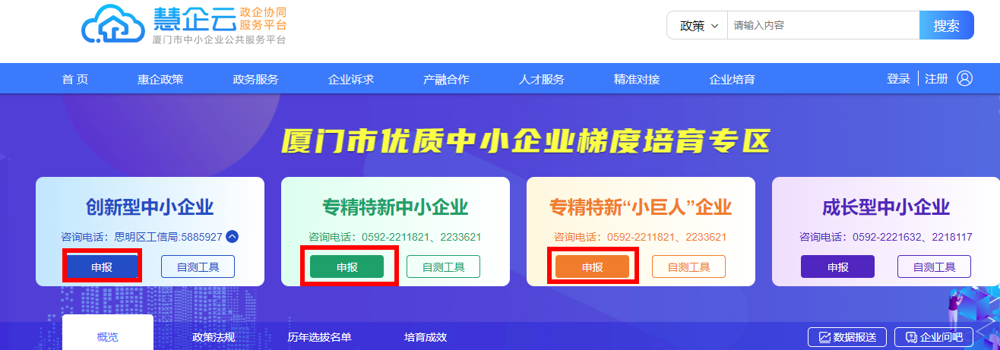 慧企云 政企协同
服务平台
厦门市中小企业公共服务平台
政策 请输入内容 搜索
首 页 惠企政策 政务服务 企业诉求 产融合作 人才服务 精准对接 企业培育 登录 注册
厦门市优质中小企业梯度培育专区
创新型中小企业
咨询电话：思明区工信局:5885927
申报 自测工具
专精特新中小企业
咨询电话：0592-2211821、2233621
申报 自测工具
专精特新“小巨人”企业
咨询电话：0592-2211821、2233621
申报 自测工具
成长型中小企业
咨询电话：0592-2221632、2218117
申报 自测工具
概览 政策法规 历年选拔名单 培育成效 数据报送 企业问吧